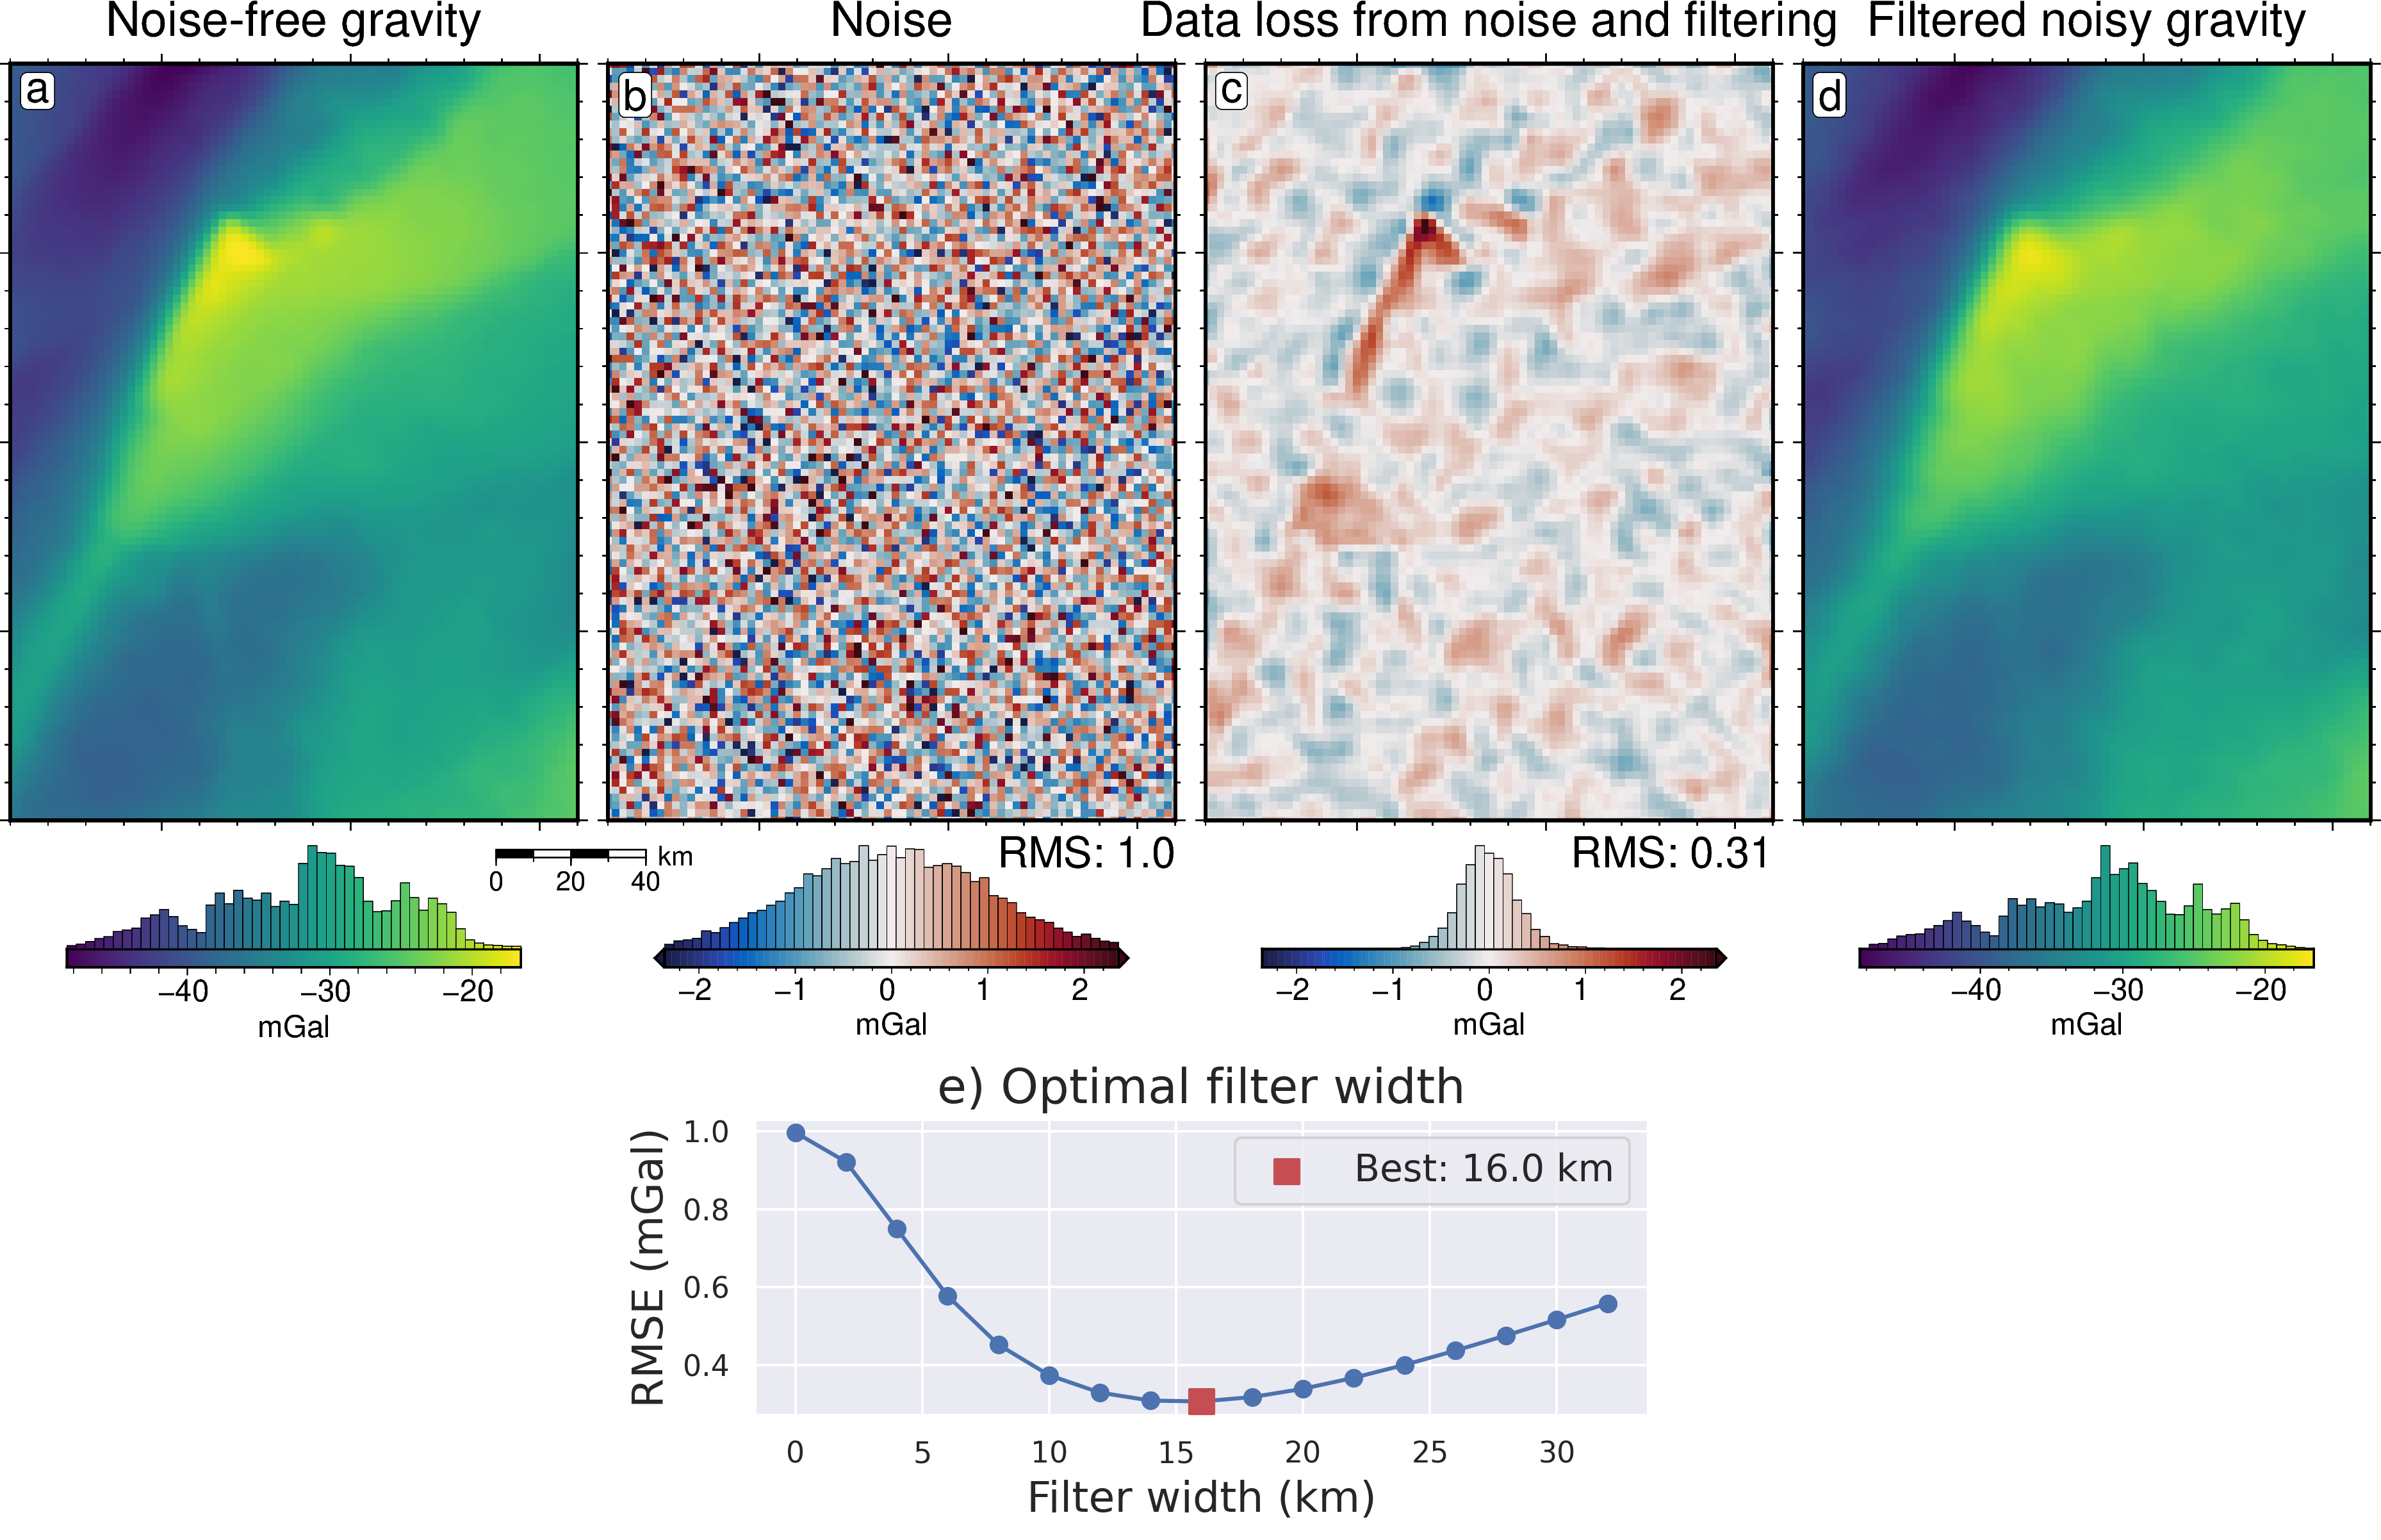 Noise-free gravity
Noise
Data loss from noise and filtering
Filtered noisy gravity
a
b
c
d
km
0 20 40
RMS: 1.0
RMS: 0.31
−40 −30 −20
mGal
−2 −1 0 1 2
mGal
−2 −1 0 1 2
mGal
−40 −30 −20
mGal
e) Optimal filter width
RMSE (mGal)
1.0
0.8
0.6
0.4
Best: 16.0 km
0 5 10 15 20 25 30
Filter width (km)